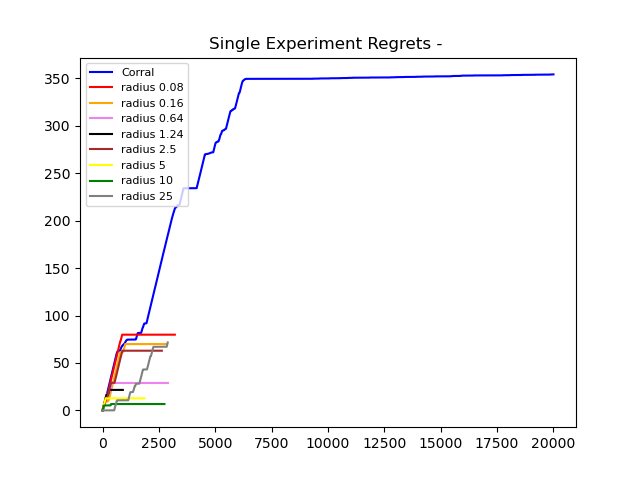 Single Experiment Regrets -
350
300
250
200
150
100
50
0
Corral
radius 0.08
radius 0.16
radius 0.64
radius 1.24
radius 2.5
radius 5
radius 10
radius 25
0 2500 5000 7500 10000 12500 15000 17500 20000